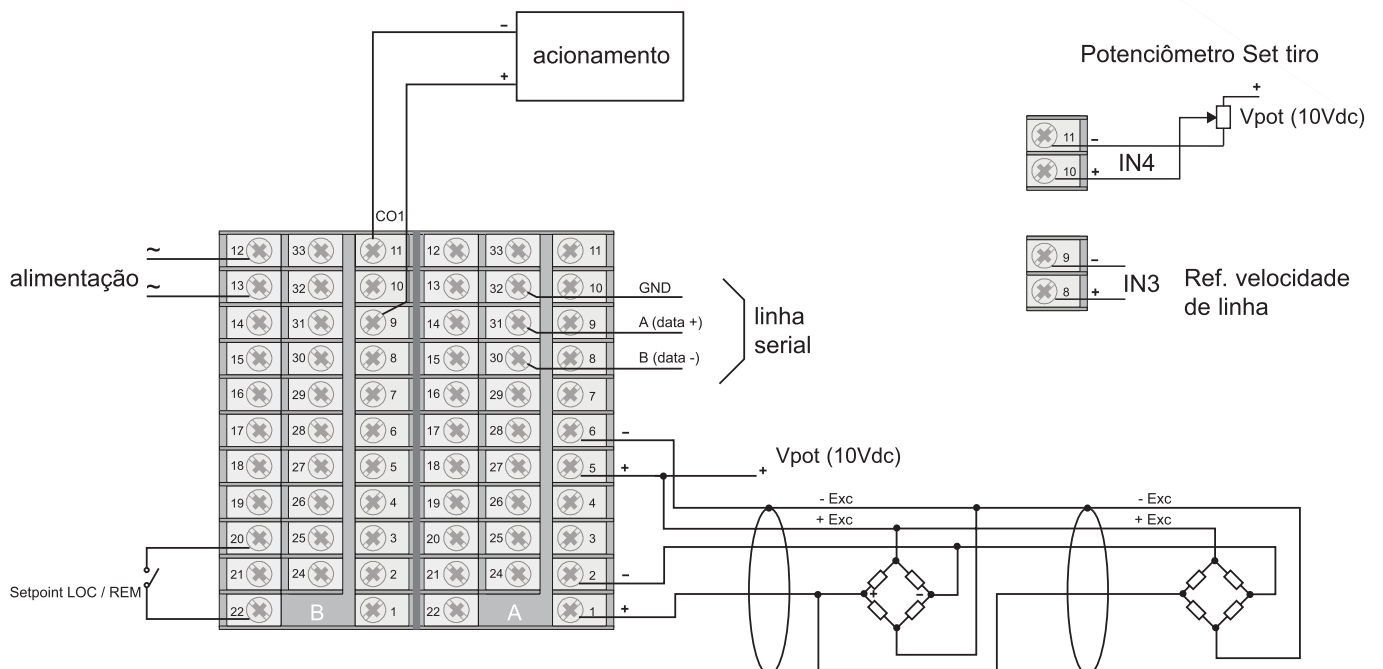 acionamento
-
+
Potenciômetro Set tiro
+
Vpot (10Vdc)
11 -
10 + IN4
9 -
8 + IN3
Ref. velocidade
de linha
CO1
alimentação
~
~
12 33 11 12 33 11
13 32 10 13 32 10
14 31 9 14 31 9
15 30 8 15 30 8
16 29 7 16 29 7
17 28 6 17 28 6
18 27 5 18 27 5
19 26 4 19 26 4
20 25 3 20 25 3
21 24 2 21 24 2
22 B 1 22 A 1
GND
A (data +)
B (data -)
linha
serial
-
+
+ Vpot (10Vdc)
- Exc
+ Exc
- Exc
+ Exc
-
+
+ -
Setpoint LOC / REM